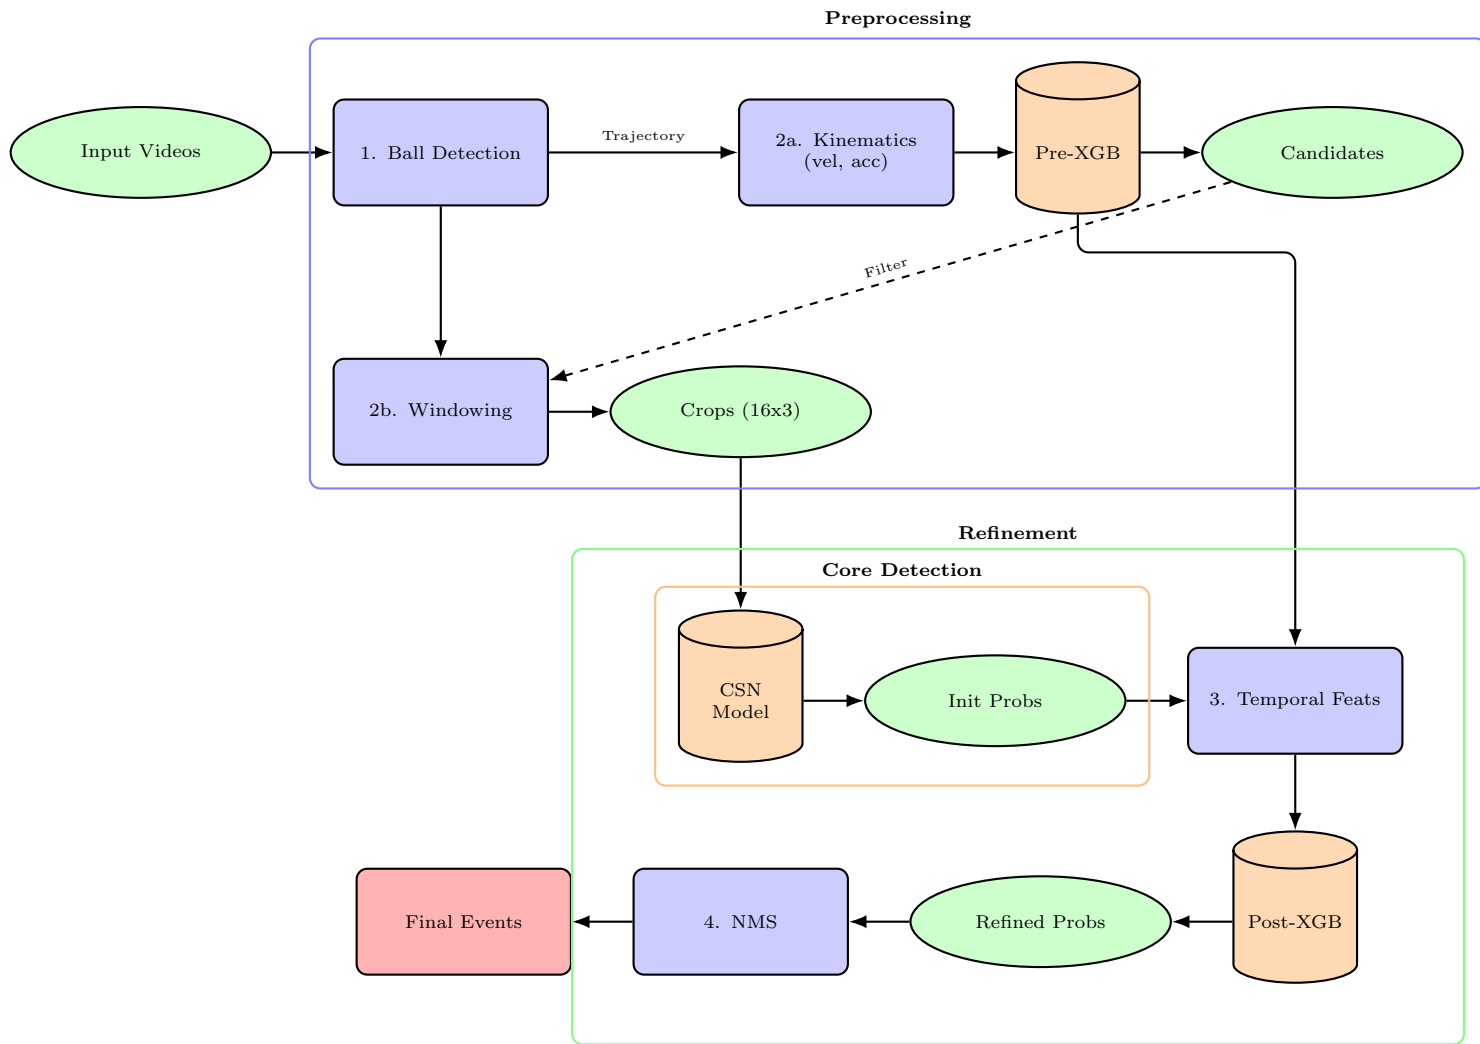 Preprocessing
Input Videos
1. Ball Detection
Trajectory
2a. Kinematics
(vel, acc)
Pre-XGB
Candidates
Filter
2b. Windowing
Crops (16x3)
Refinement
Core Detection
CSN
Model
Init Probs
3. Temporal Feats
Final Events
4. NMS
Refined Probs
Post-XGB